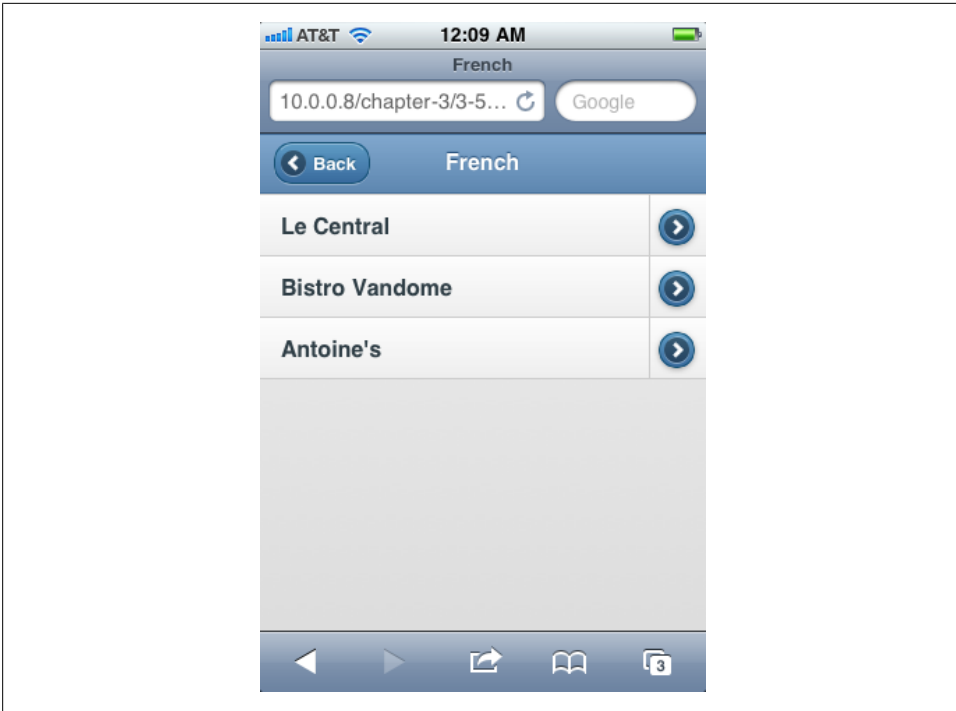 AT&T 12:09 AM
French
10.0.0.8/chapter-3/3-5... Google
Back French
Le Central
Bistro Vandome
Antoine's
3